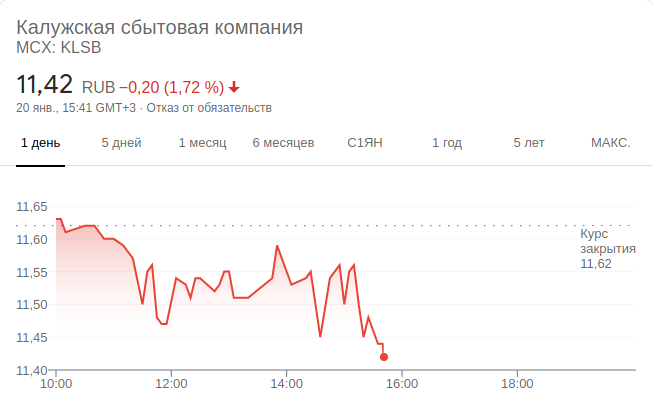 Калужская сбытовая компания
MCX: KLSB
11,42 RUB −0,20 (1,72 %)
20 янв., 15:41 GMT+3 · Отказ от обязательств
1 день 5 дней 1 месяц 6 месяцев С1ЯН 1 год 5 лет МАКС.
11,65
11,60
11,55
11,50
11,45
11,40
Курс
закрытия
11,62
10:00 12:00 14:00 16:00 18:00